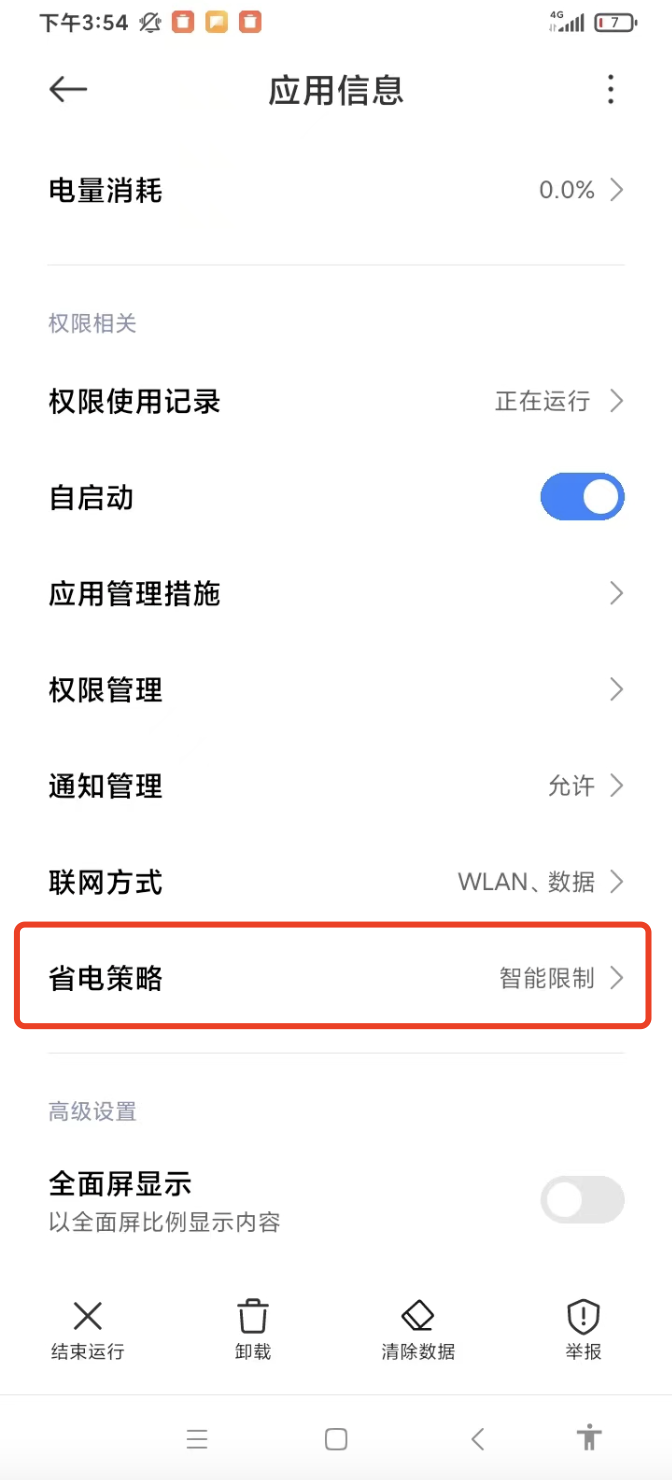 下午3:54 4G 7
应用信息
电量消耗 0.0%
权限相关
权限使用记录 正在运行
自启动
应用管理措施
权限管理
通知管理 允许
联网方式 WLAN、数据
省电策略 智能限制
高级设置
全面屏显示
以全面屏比例显示内容
结束运行 卸载 清除数据 举报